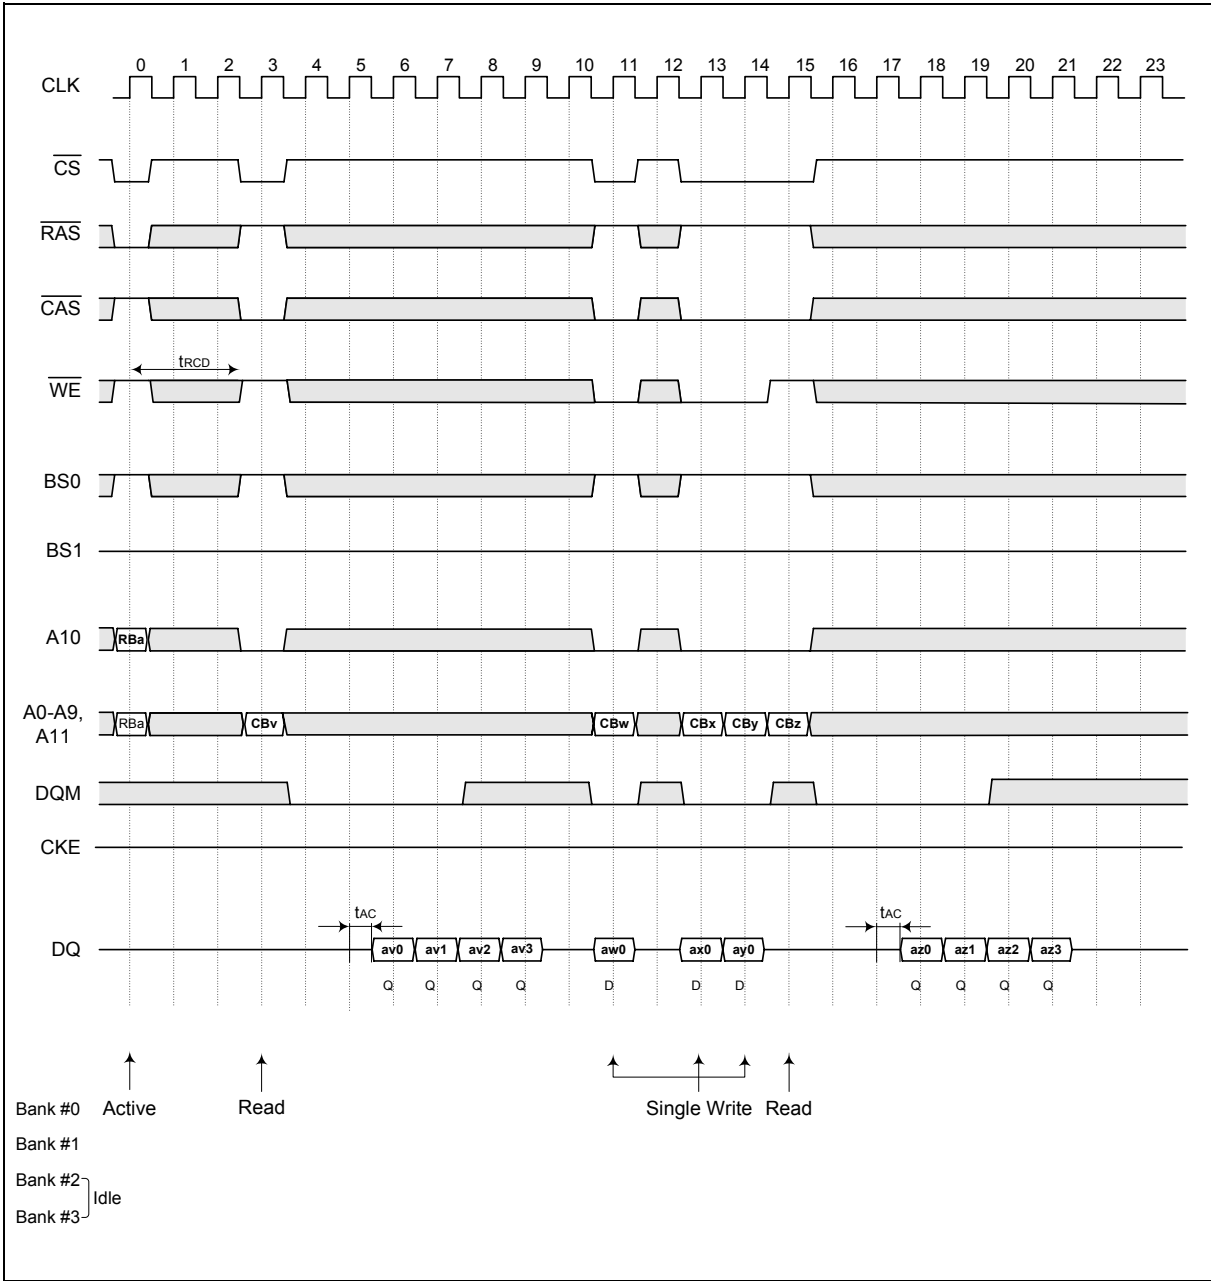 0 1 2 3 4 5 6 7 8 9 10 11 12 13 14 15 16 17 18 19 20 21 22 23
CLK
CS
RAS
CAS
tRCD
WE
BS0
BS1
A10 RBa
A0-A9,
A11
RBa CBv CBw CBx CBy CBz
DQM
CKE
tAC tAC
DQ av0 av1 av2 av3 aw0 ax0 ay0 az0 az1 az2 az3
Q Q Q Q D D D Q Q Q Q
Bank #0 Active Read Single Write Read
Bank #1
Bank #2
Idle
Bank #3